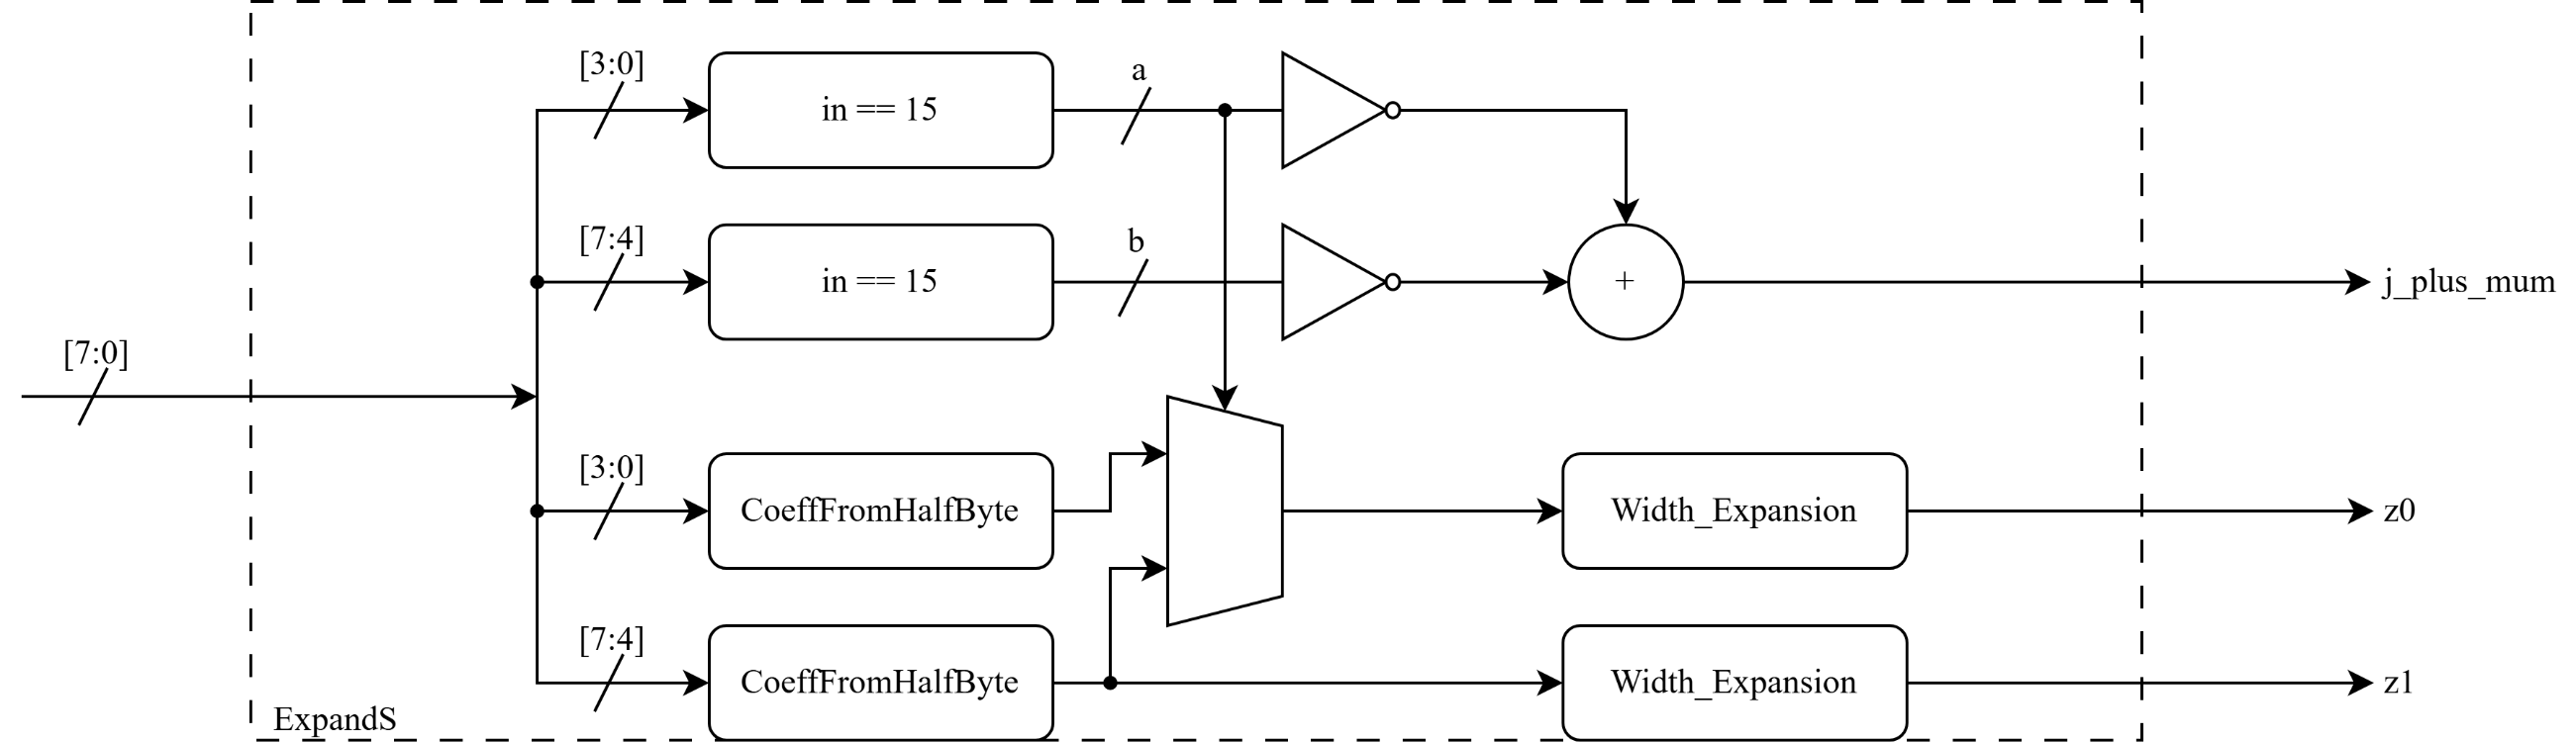 [3:0]
in == 15
a
[7:4]
in == 15
b
+
j_plus_mum
[7:0]
[3:0]
CoeffFromHalfByte
Width_Expansion
z0
[7:4]
CoeffFromHalfByte
Width_Expansion
z1
ExpandS